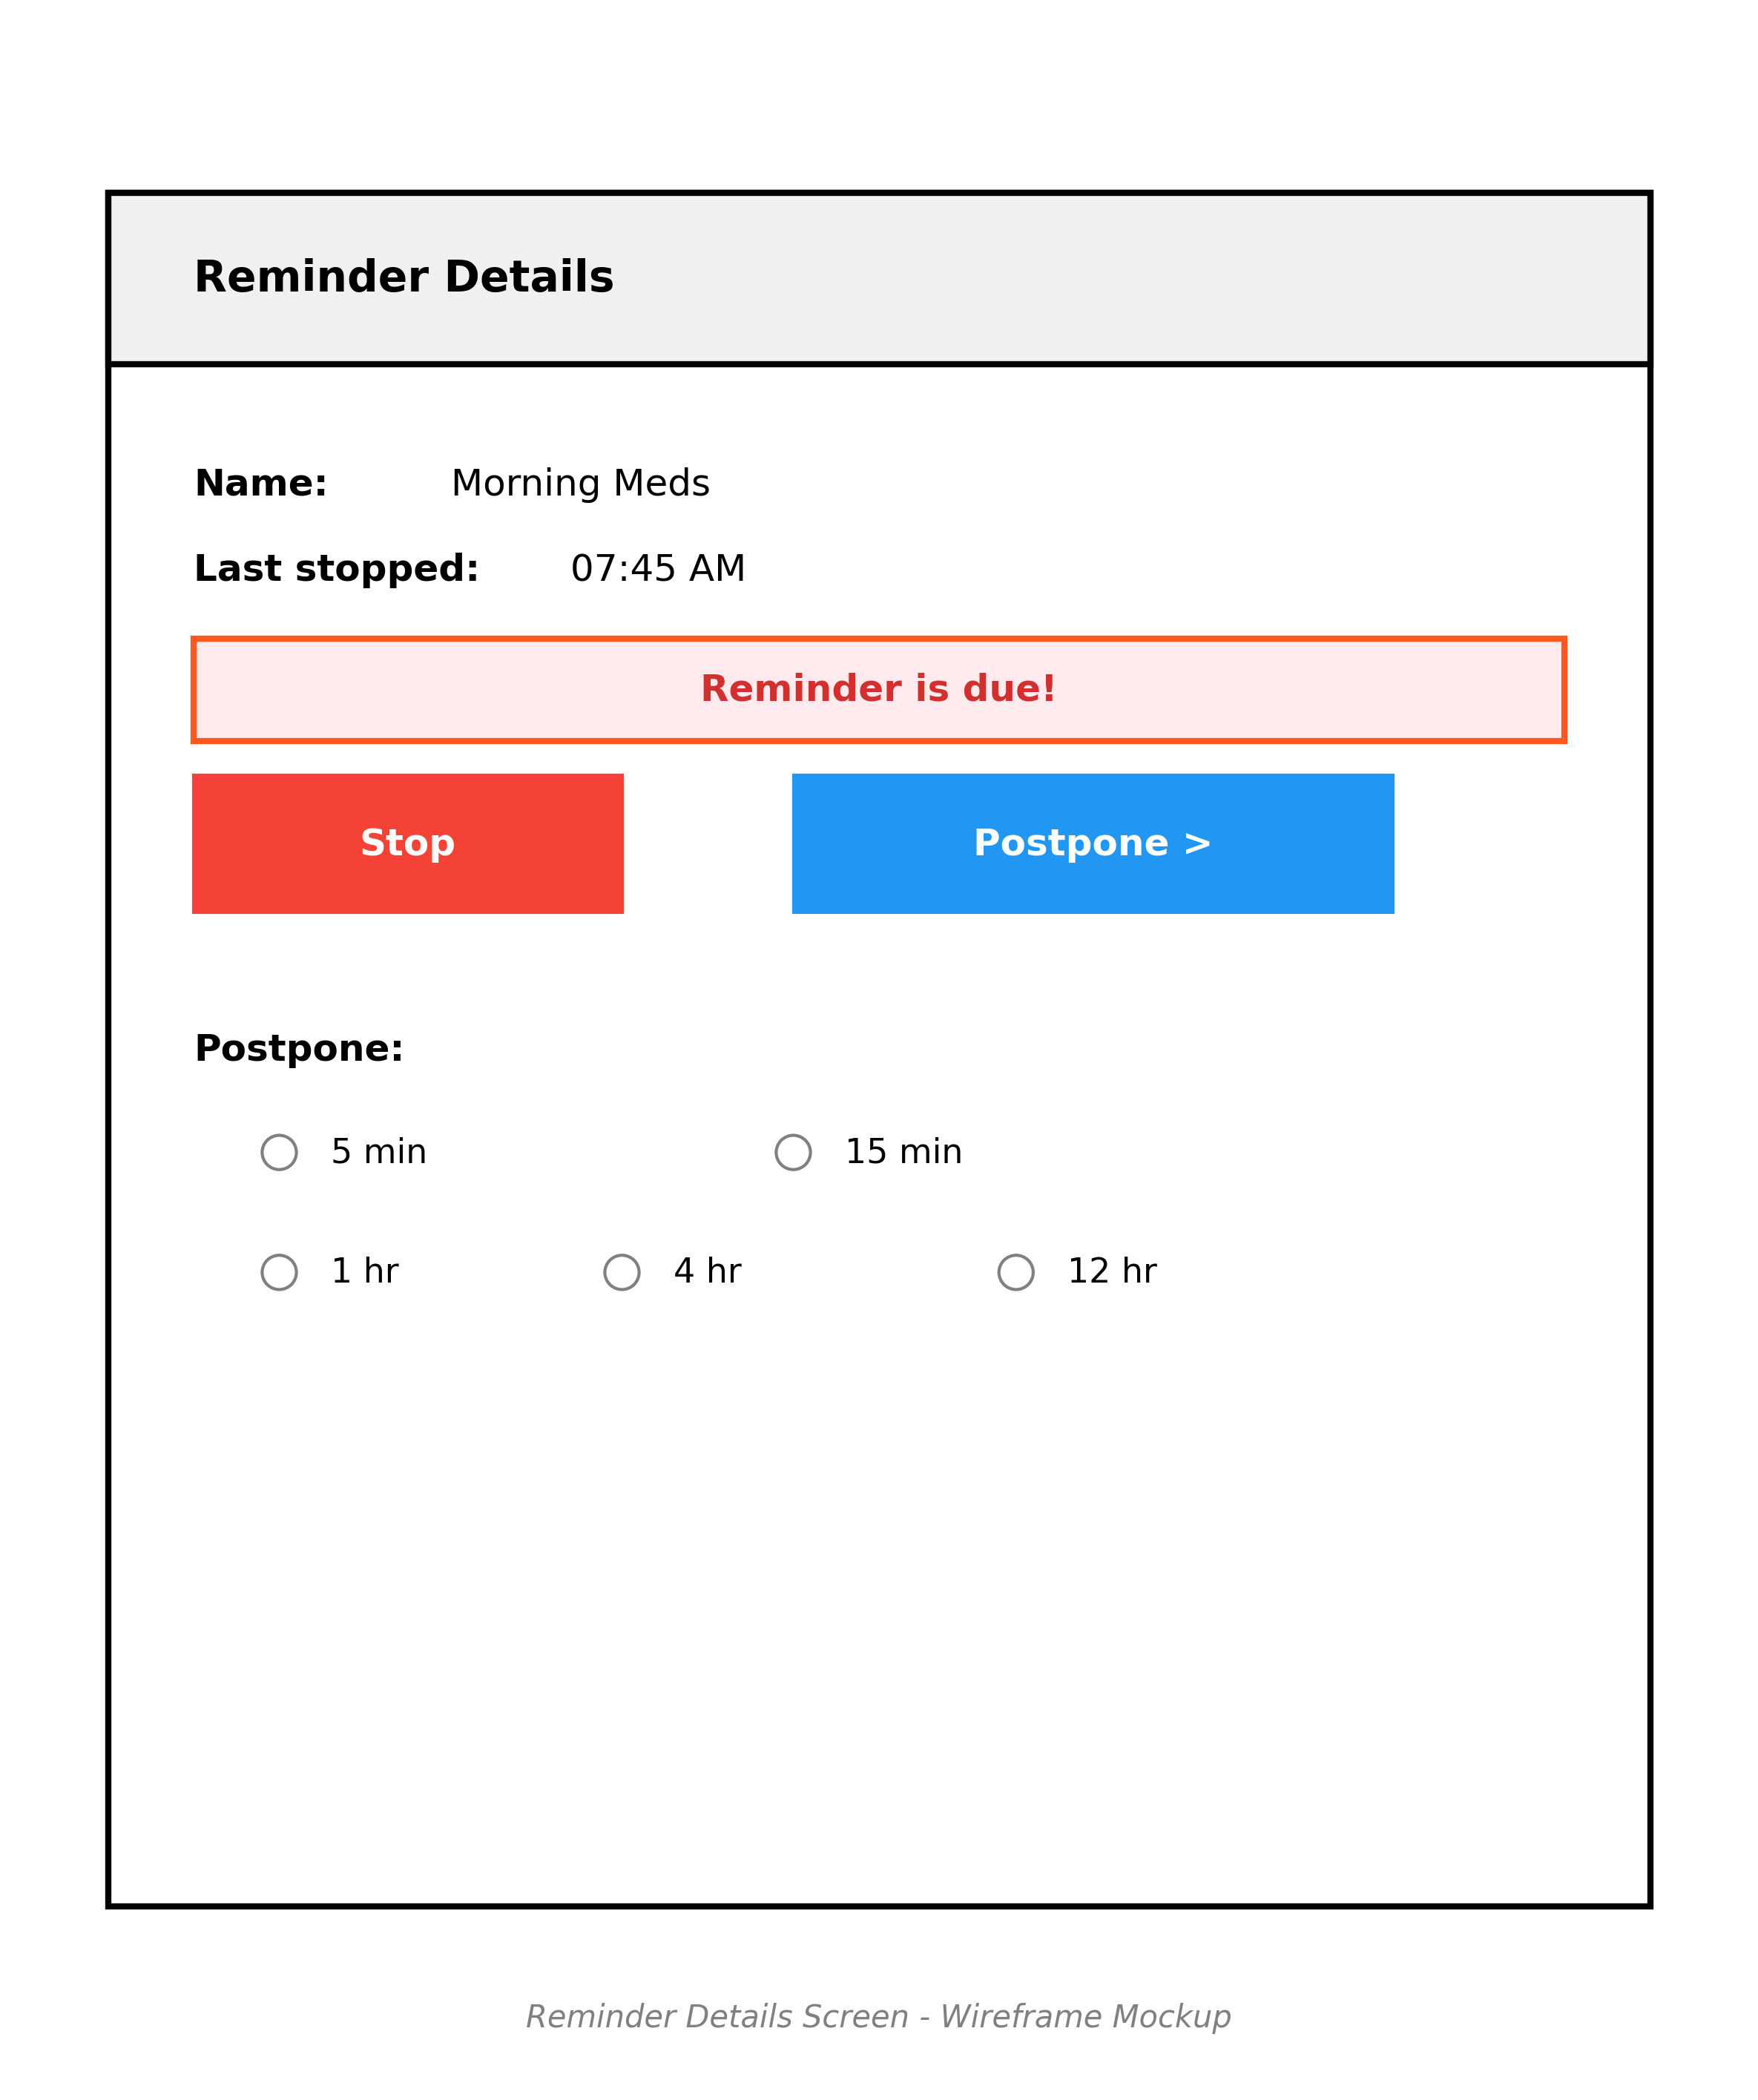 Reminder Details
Name: Morning Meds
Last stopped: 07:45 AM
Reminder is due!
Stop Postpone >
Postpone:
5 min 15 min
1 hr 4 hr 12 hr
Reminder Details Screen - Wireframe Mockup